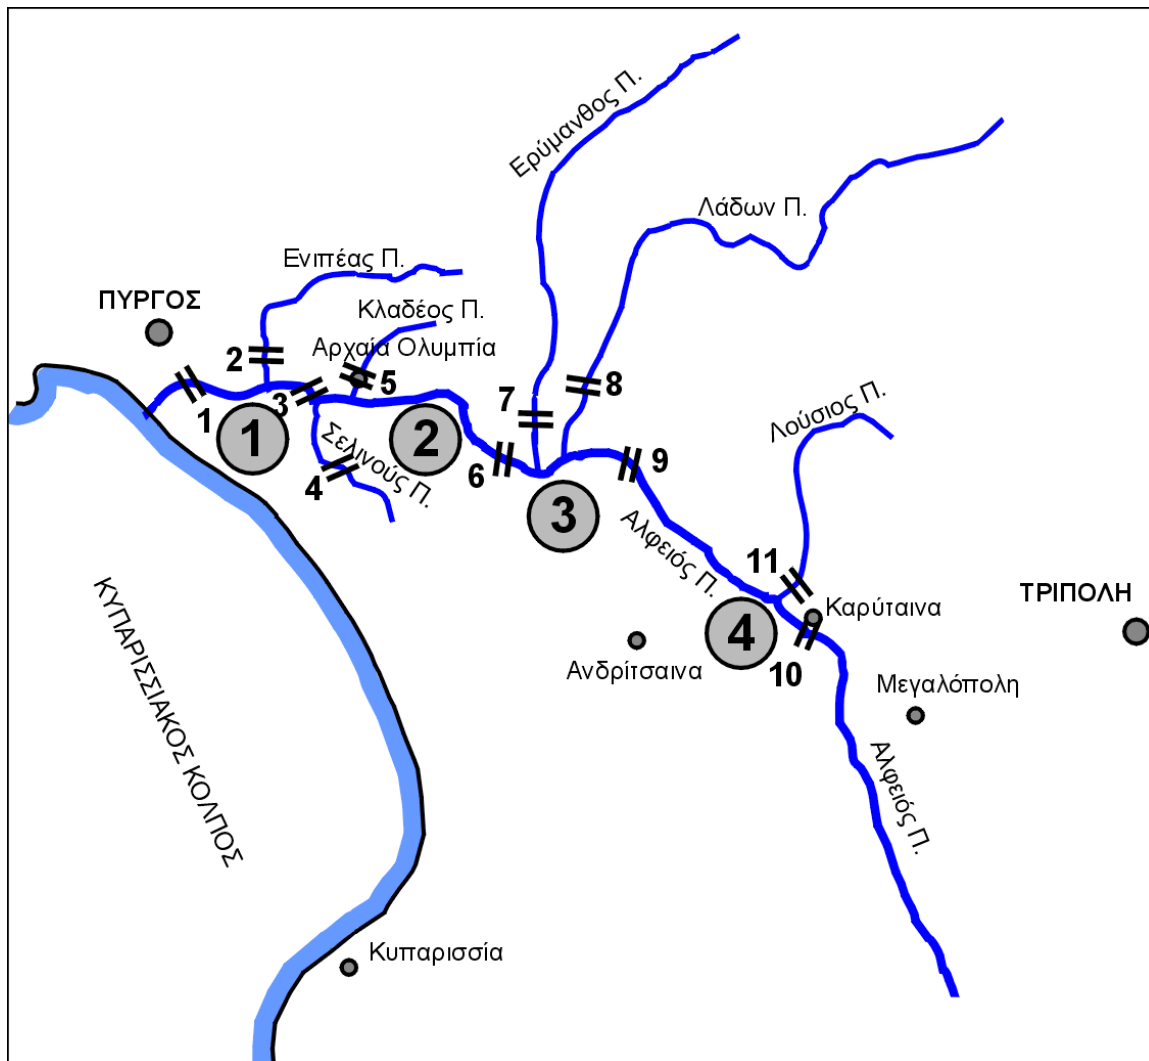 Ερύμανθος Π.
Λάδων Π.
Ενιπέας Π.
ΠΥΡΓΟΣ
Κλαδέος Π.
Αρχαία Ολυμπία
2
5
8
3
1
7
1
2
Σελινούς Π.
Λούσιος Π.
6
9
4
3
Αλφειός Π.
11
ΤΡΙΠΟΛΗ
Καρύταινα
4
Ανδρίτσαινα
10
Μεγαλόπολη
ΚΥΠΑΡΙΣΣΙΑΚΟΣ ΚΟΛΠΟΣ
Αλφειός Π.
Κυπαρισσία